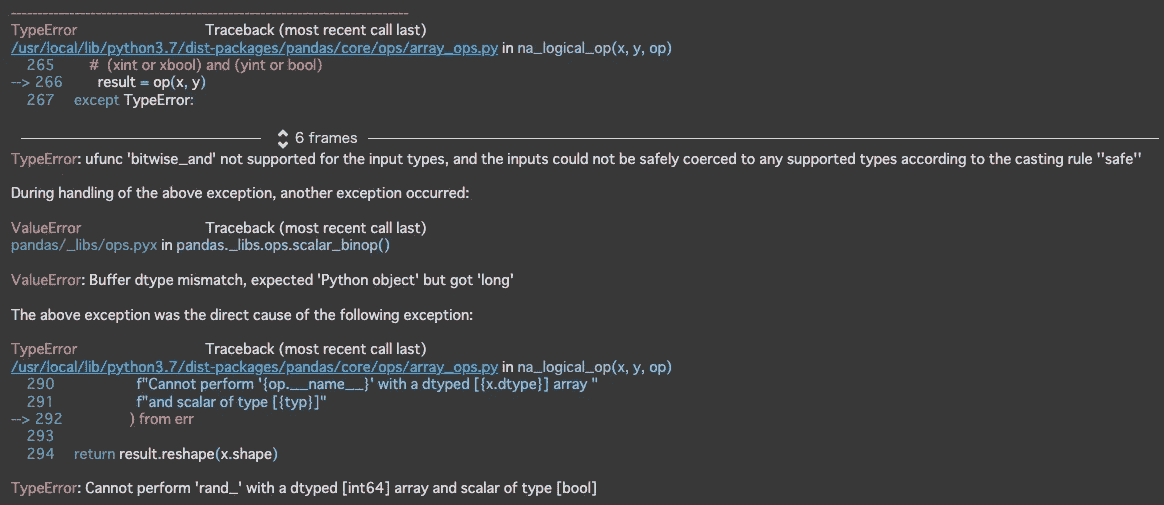 --------------------------------------------------------------------------------
TypeError Traceback (most recent call last)
/usr/local/lib/python3.7/dist-packages/pandas/core/ops/array_ops.py in na_logical_op(x, y, op)
265 # (xint or xbool) and (yint or bool)
--> 266 result = op(x, y)
267 except TypeError:
6 frames
TypeError: ufunc 'bitwise_and' not supported for the input types, and the inputs could not be safely coerced to any supported types according to the casting rule ''safe''
During handling of the above exception, another exception occurred:
ValueError Traceback (most recent call last)
pandas/_libs/ops.pyx in pandas._libs.ops.scalar_binop()
ValueError: Buffer dtype mismatch, expected 'Python object' but got 'long'
The above exception was the direct cause of the following exception:
TypeError Traceback (most recent call last)
/usr/local/lib/python3.7/dist-packages/pandas/core/ops/array_ops.py in na_logical_op(x, y, op)
290 f"Cannot perform '{op.__name__}' with a dtyped [{x.dtype}] array "
291 f"and scalar of type [{typ}]"
--> 292 ) from err
293
294 return result.reshape(x.shape)
TypeError: Cannot perform 'rand_' with a dtyped [int64] array and scalar of type [bool]